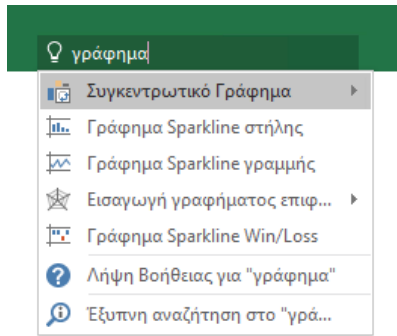 γράφημα
Συγκεντρωτικό Γράφημα
Γράφημα Sparkline στήλης
Γράφημα Sparkline γραμμής
Εισαγωγή γραφήματος επιφ...
Γράφημα Sparkline Win/Loss
Λήψη Βοήθειας για "γράφημα"
Έξυπνη αναζήτηση στο "γρά...